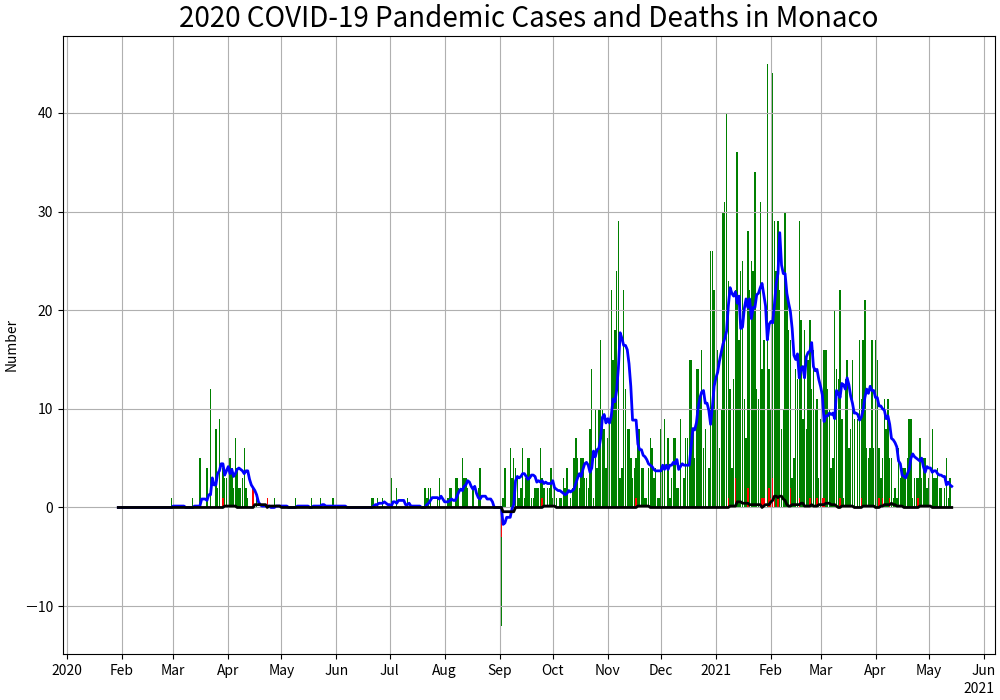 2020 COVID-19 Pandemic Cases and Deaths in Monaco
Number
40
30
20
10
0
−10
2020 Feb Mar Apr May Jun Jul Aug Sep Oct Nov Dec 2021 Feb Mar Apr May Jun
2021